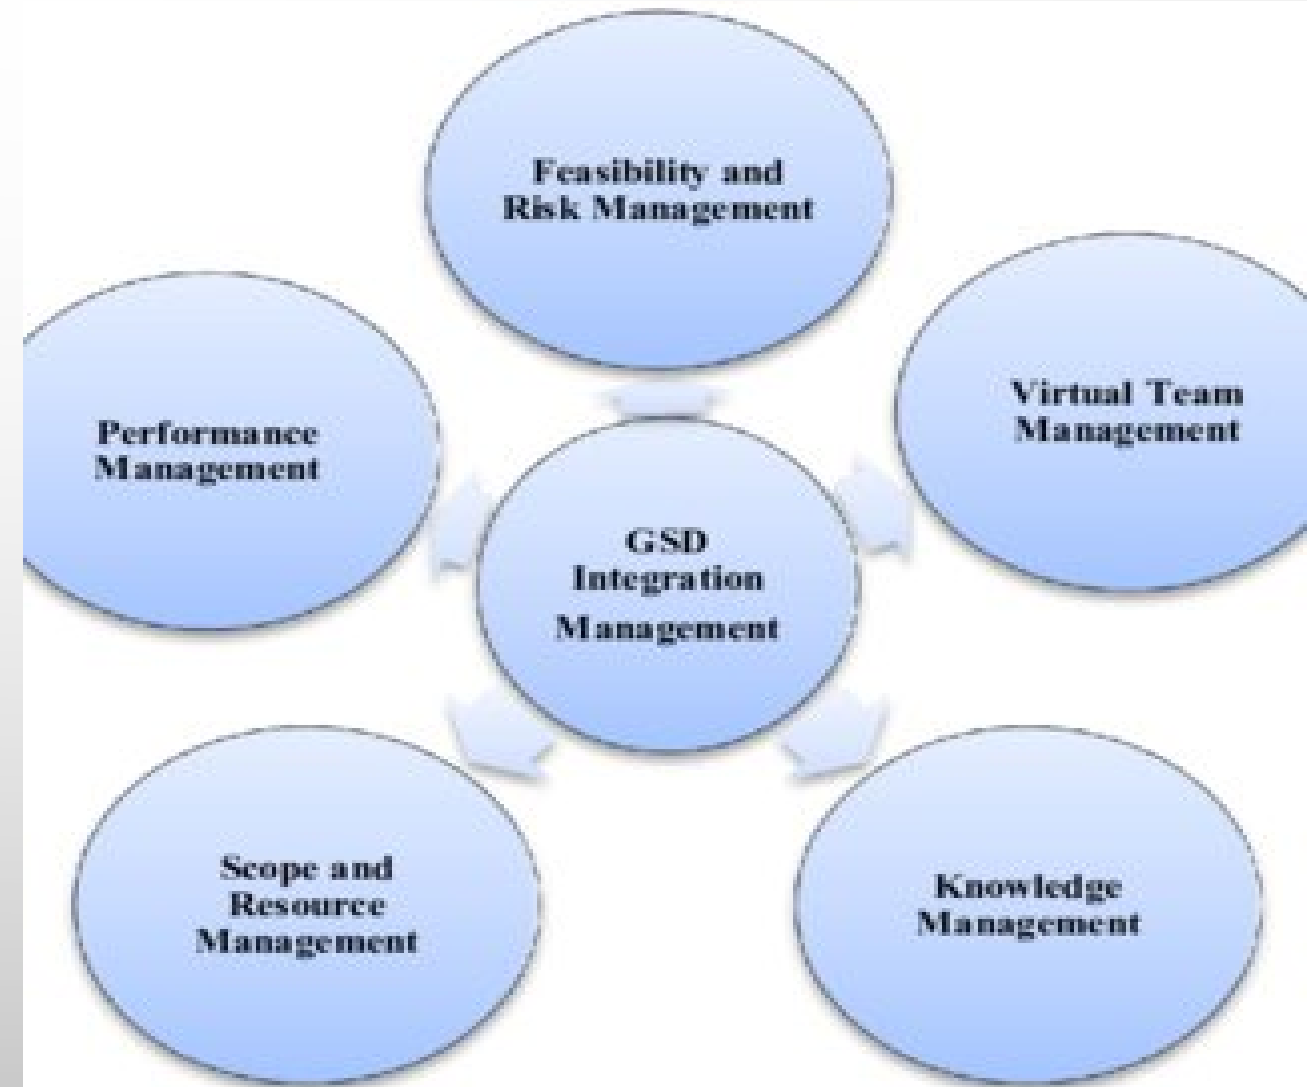 Feasibility and
Risk Management
Virtual Team
Management
Performance
Management
GSD
Integration
Management
Scope and
Resource
Management
Knowledge
Management